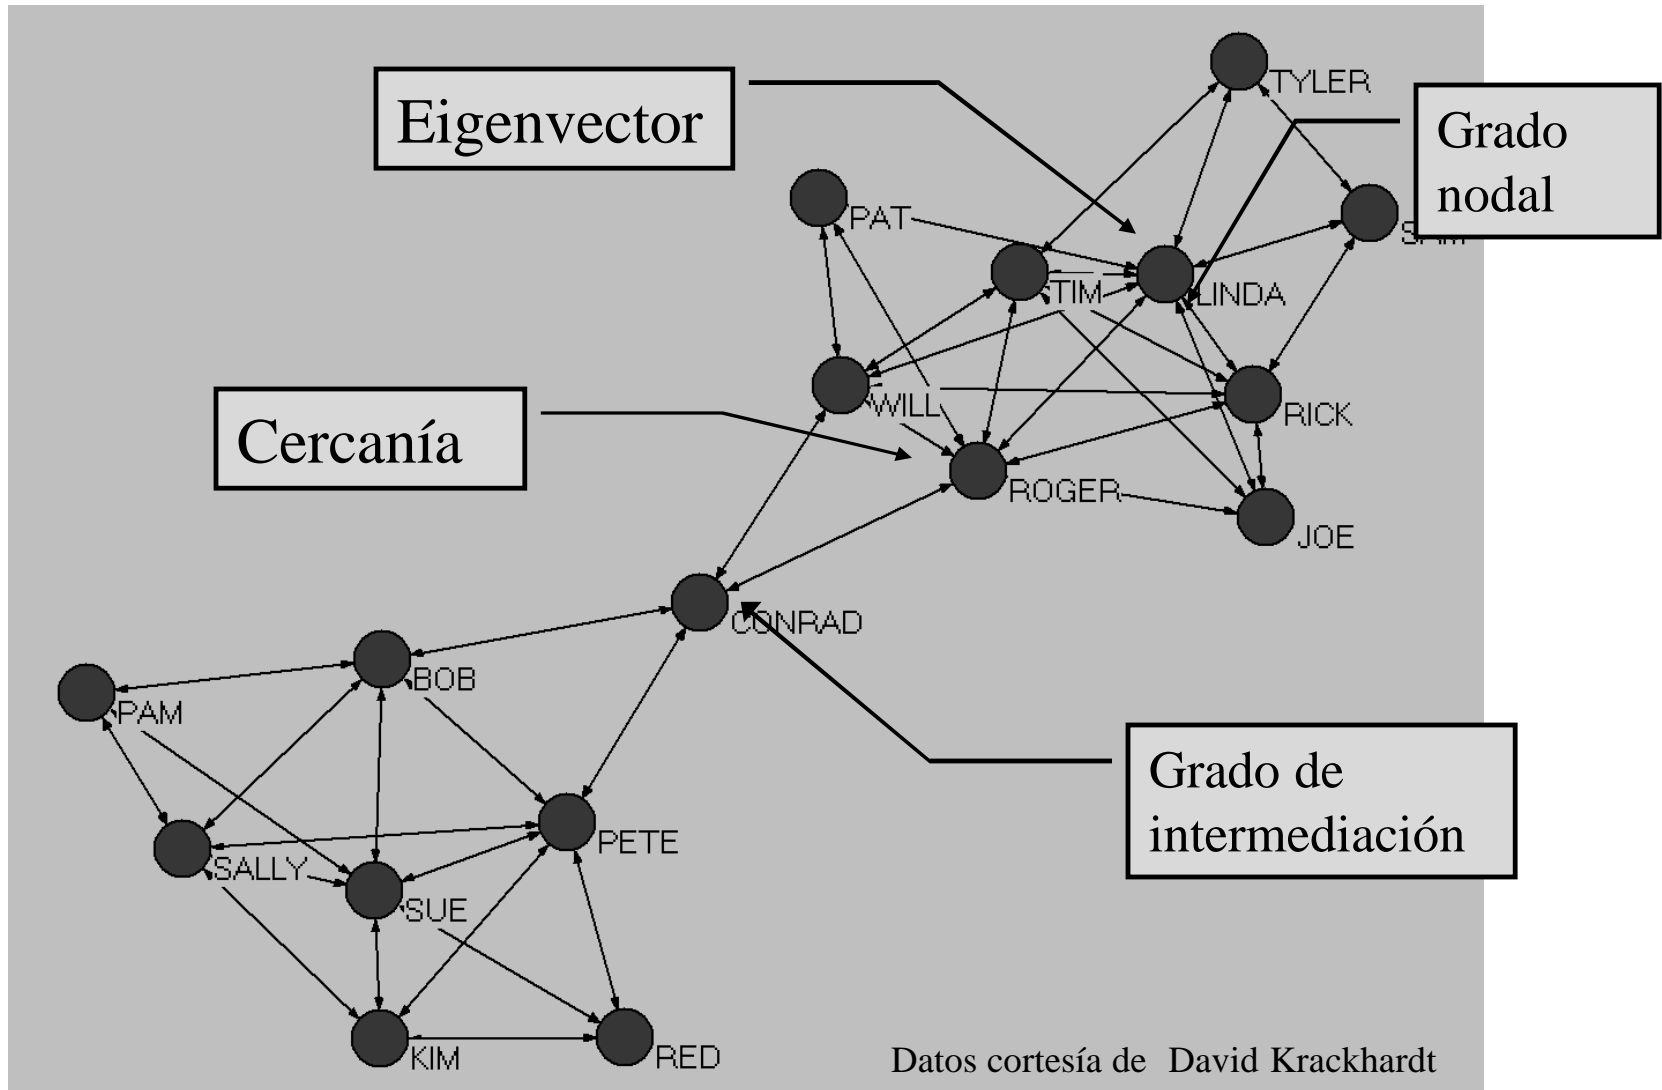 TYLER
Eigenvector
Grado
nodal
PAT
TIM
LINDA
WILL
RICK
Cercanía
ROGER
JOE
CONRAD
BOB
PAM
Grado de
intermediación
PETE
SALLY
SUE
KIM
RED
Datos cortesía de David Krackhardt